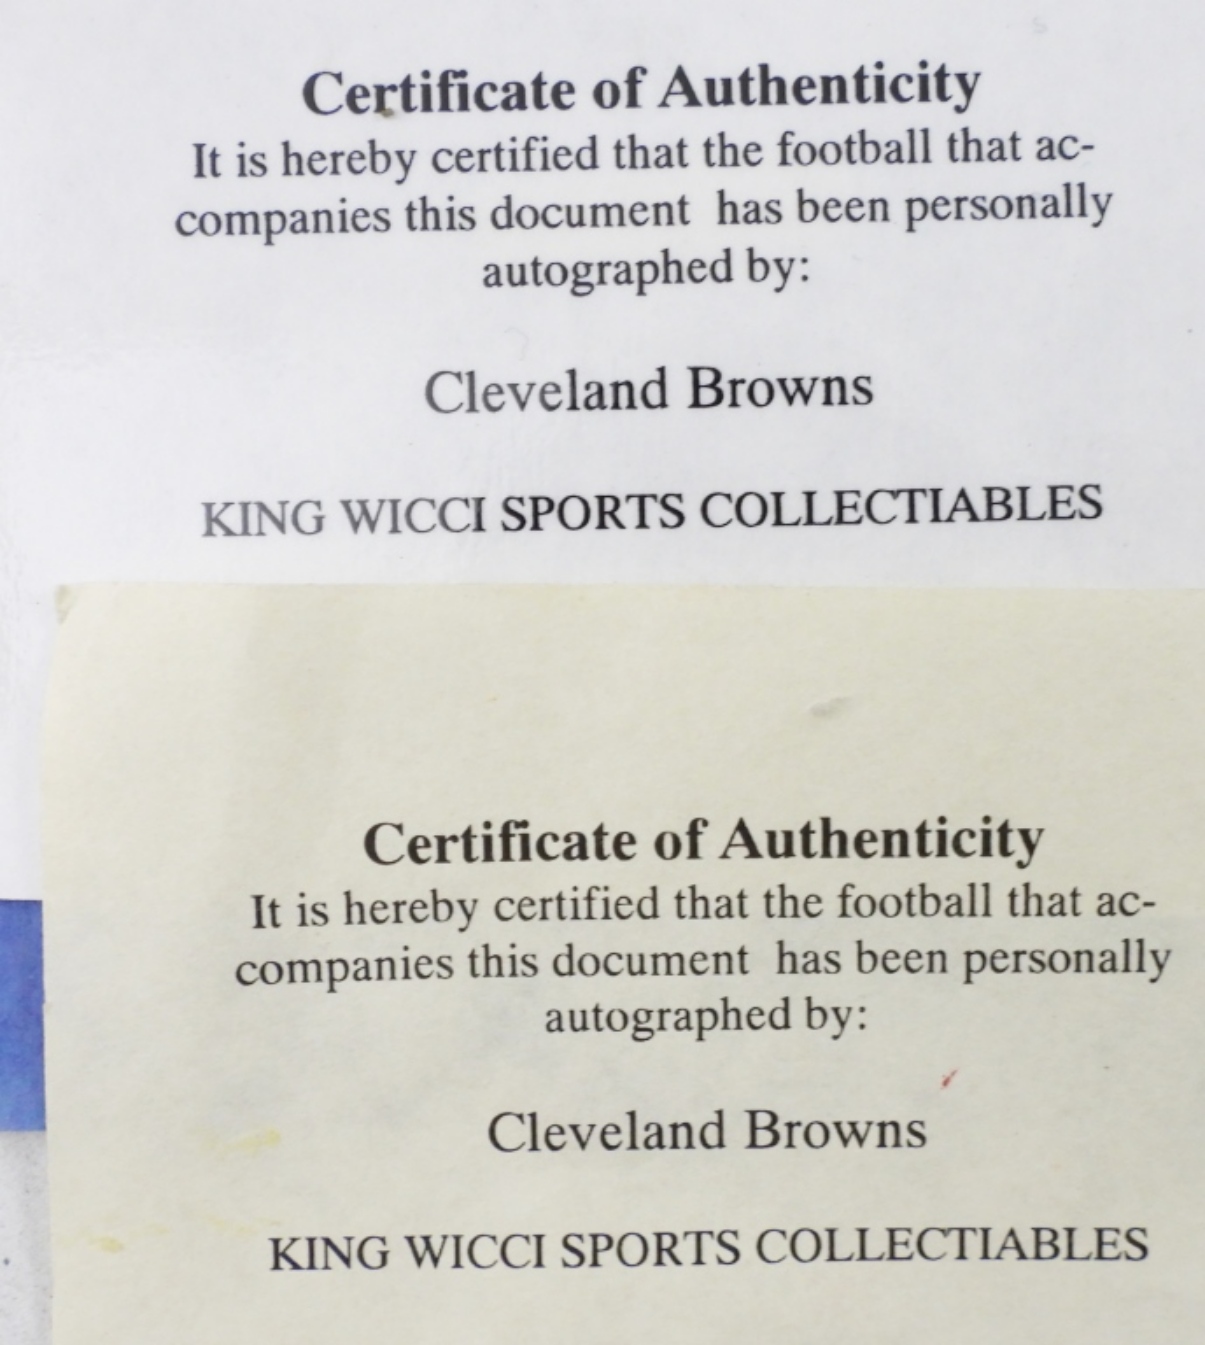 Certificate of Authenticity
It is hereby certified that the football that ac-
companies this document has been personally
autographed by:
Cleveland Browns
KING WICCI SPORTS COLLECTIABLES
Certificate of Authenticity
It is hereby certified that the football that ac-
companies this document has been personally
autographed by:
Cleveland Browns
KING WICCI SPORTS COLLECTIABLES